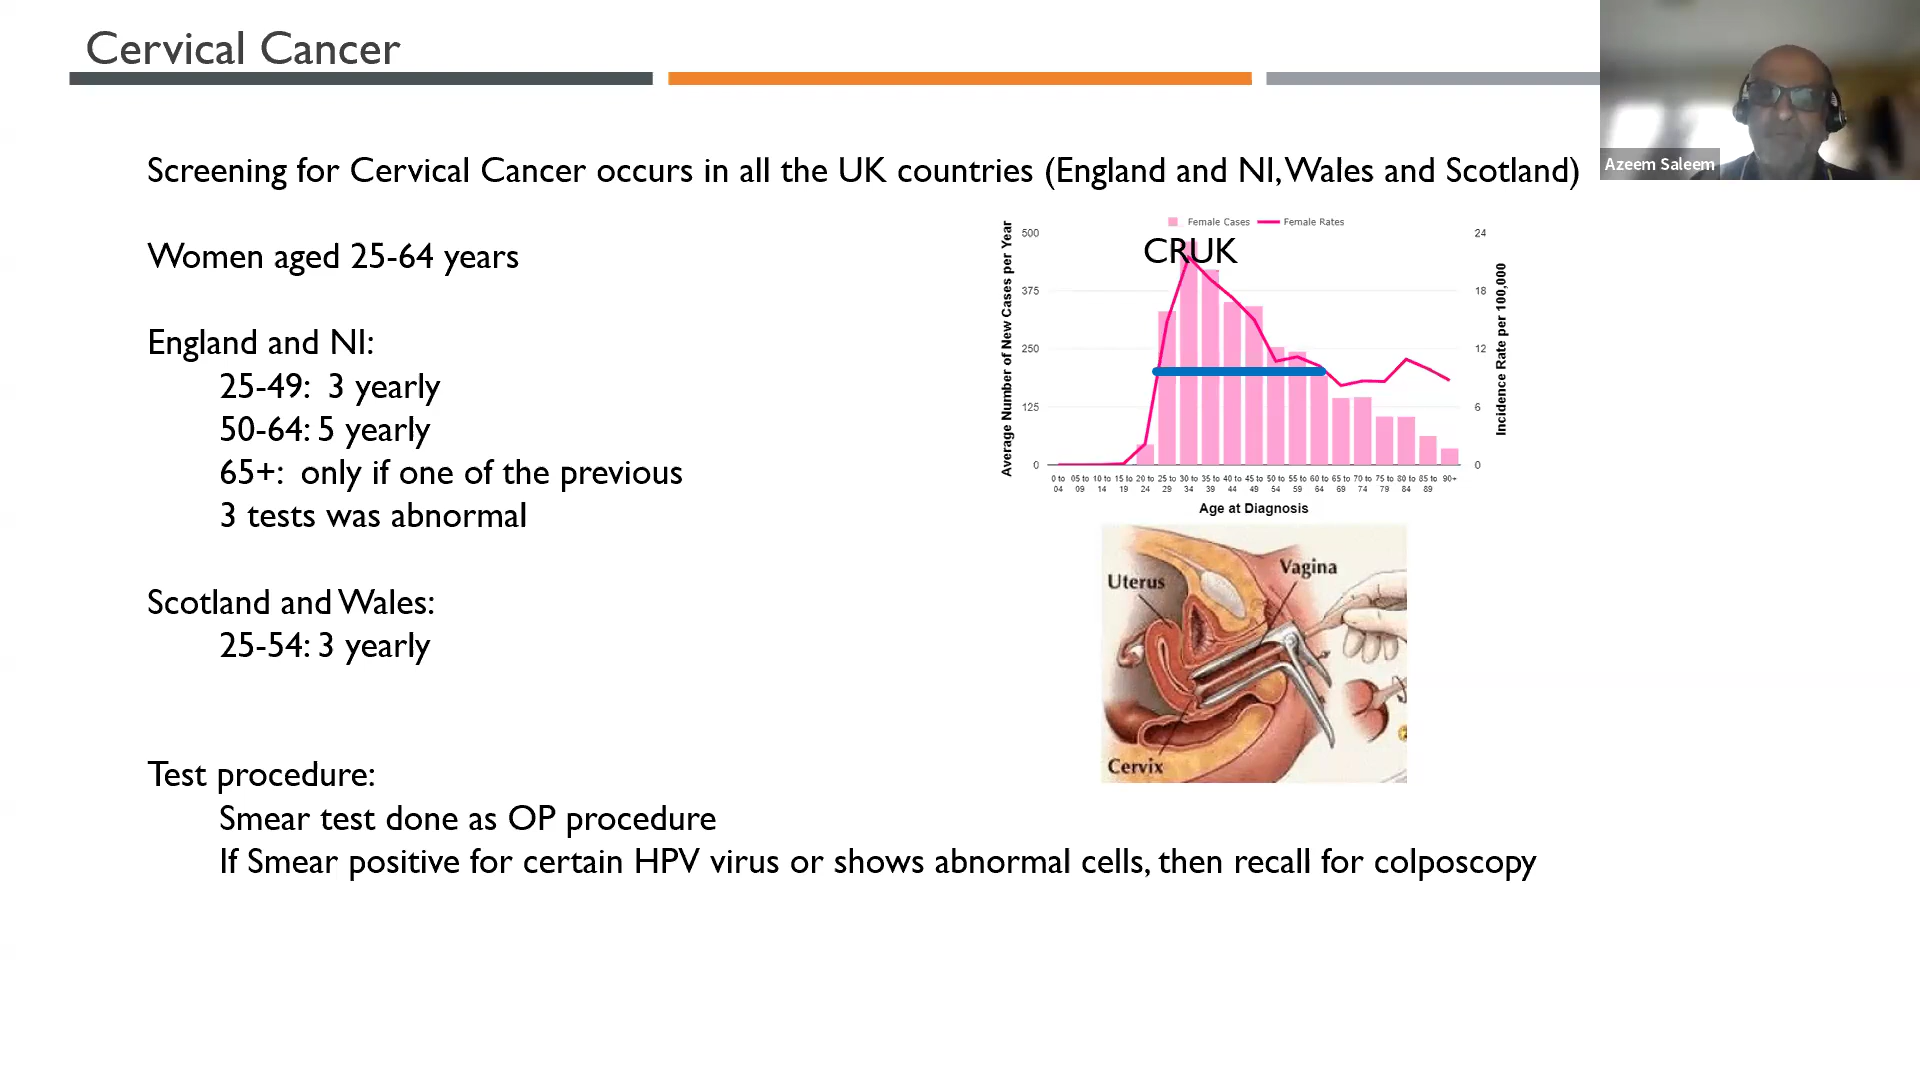 Cervical Cancer
Azeem Saleem
Screening for Cervical Cancer occurs in all the UK countries (England and NI, Wales and Scotland)
Women aged 25-64 years
England and NI:
25-49: 3 yearly
50-64: 5 yearly
65+: only if one of the previous
3 tests was abnormal
Scotland and Wales:
25-54: 3 yearly
Test procedure:
Smear test done as OP procedure
If Smear positive for certain HPV virus or shows abnormal cells, then recall for colposcopy
Female Cases Female Rates
CRUK
Average Number of New Cases per Year
500
375
250
125
0
24
18
12
6
0
Incidence Rate per 100,000
0 to 05 to 10 to 15 to 20 to 25 to 30 to 35 to 40 to 45 to 50 to 55 to 60 to 65 to 70 to 75 to 80 to 85 to 90+
04 09 14 19 24 29 34 39 44 49 54 59 64 69 74 79 84 89
Age at Diagnosis
Uterus
Vagina
Cervix